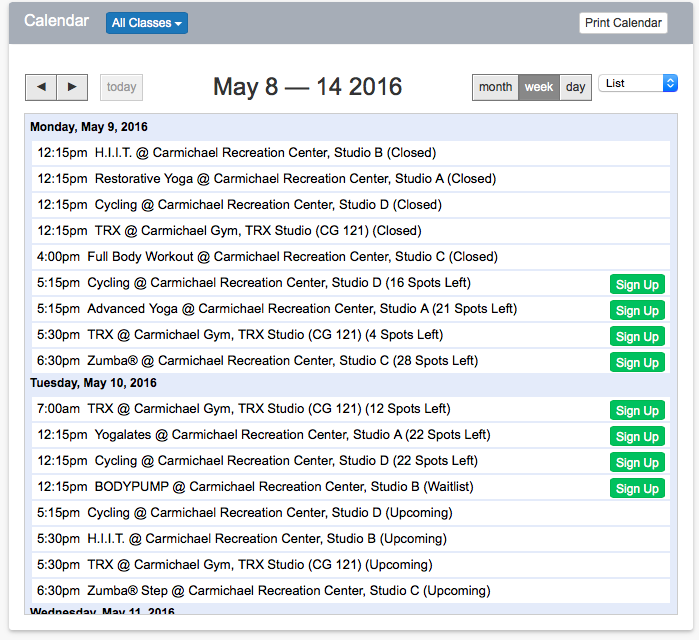 Calendar
All Classes
Print Calendar
today
May 8 — 14 2016
month week day
List
Monday, May 9, 2016
12:15pm H.I.I.T. @ Carmichael Recreation Center, Studio B (Closed)
12:15pm Restorative Yoga @ Carmichael Recreation Center, Studio A (Closed)
12:15pm Cycling @ Carmichael Recreation Center, Studio D (Closed)
12:15pm TRX @ Carmichael Gym, TRX Studio (CG 121) (Closed)
4:00pm Full Body Workout @ Carmichael Recreation Center, Studio C (Closed)
5:15pm Cycling @ Carmichael Recreation Center, Studio D (16 Spots Left) Sign Up
5:15pm Advanced Yoga @ Carmichael Recreation Center, Studio A (21 Spots Left) Sign Up
5:30pm TRX @ Carmichael Gym, TRX Studio (CG 121) (4 Spots Left) Sign Up
6:30pm Zumba® @ Carmichael Recreation Center, Studio C (28 Spots Left) Sign Up
Tuesday, May 10, 2016
7:00am TRX @ Carmichael Gym, TRX Studio (CG 121) (12 Spots Left) Sign Up
12:15pm Yogalates @ Carmichael Recreation Center, Studio A (22 Spots Left) Sign Up
12:15pm Cycling @ Carmichael Recreation Center, Studio D (22 Spots Left) Sign Up
12:15pm BODYPUMP @ Carmichael Recreation Center, Studio B (Waitlist) Sign Up
5:15pm Cycling @ Carmichael Recreation Center, Studio D (Upcoming)
5:30pm H.I.I.T. @ Carmichael Recreation Center, Studio B (Upcoming)
5:30pm TRX @ Carmichael Gym, TRX Studio (CG 121) (Upcoming)
6:30pm Zumba® Step @ Carmichael Recreation Center, Studio C (Upcoming)
Wednesday, May 11, 2016